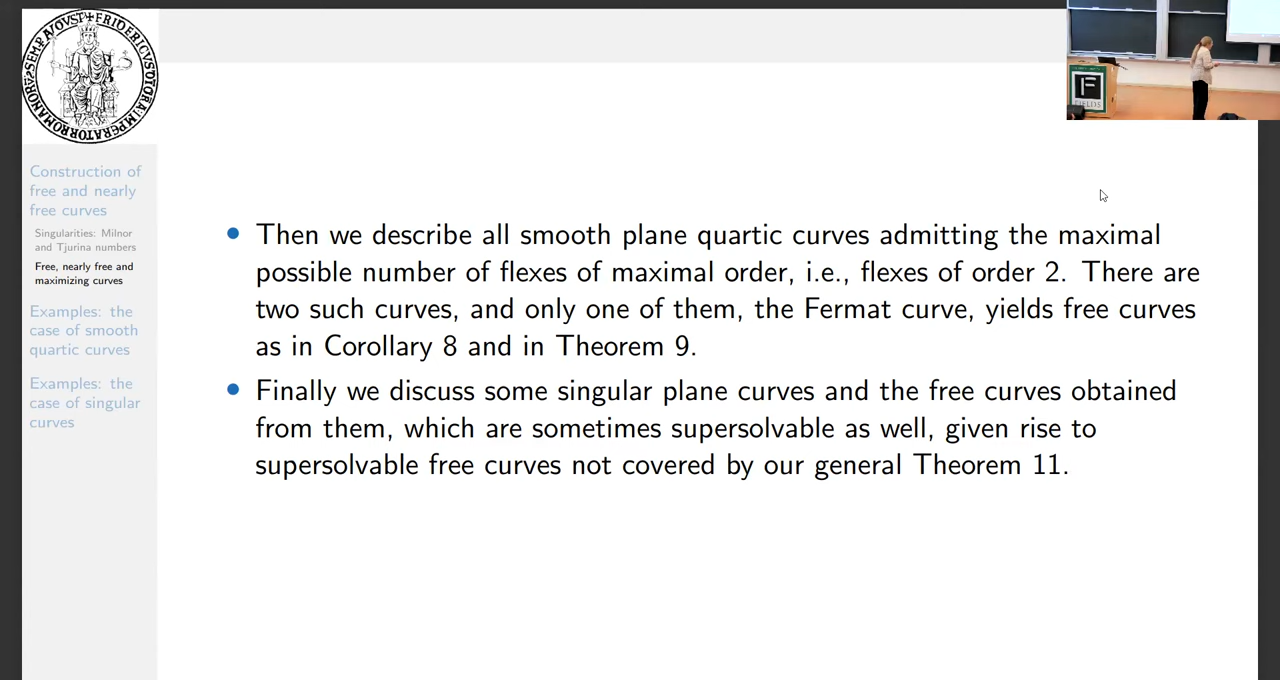 Construction of
free and nearly
free curves
Singularities: Milnor
and Tjurina numbers
Free, nearly free and
maximizing curves
Examples: the
case of smooth
quartic curves
Examples: the
case of singular
curves
• Then we describe all smooth plane quartic curves admitting the maximal
possible number of flexes of maximal order, i.e., flexes of order 2. There are
two such curves, and only one of them, the Fermat curve, yields free curves
as in Corollary 8 and in Theorem 9.
• Finally we discuss some singular plane curves and the free curves obtained
from them, which are sometimes supersolvable as well, given rise to
supersolvable free curves not covered by our general Theorem 11.
F
FIELDS